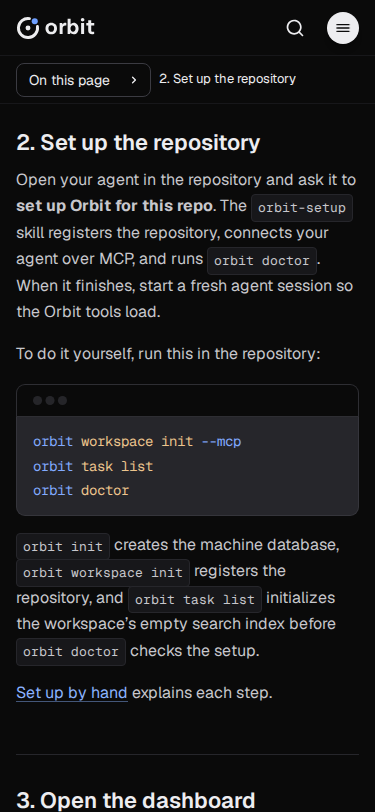 orbit
On this page
2. Set up the repository
2. Set up the repository
Open your agent in the repository and ask it to
set up Orbit for this repo. The orbit-setup
skill registers the repository, connects your
agent over MCP, and runs orbit doctor.
When it finishes, start a fresh agent session so
the Orbit tools load.
To do it yourself, run this in the repository:
orbit workspace init --mcp
orbit task list
orbit doctor
orbit init creates the machine database,
orbit workspace init registers the
repository, and orbit task list initializes
the workspace’s empty search index before
orbit doctor checks the setup.
Set up by hand explains each step.
3. Open the dashboard